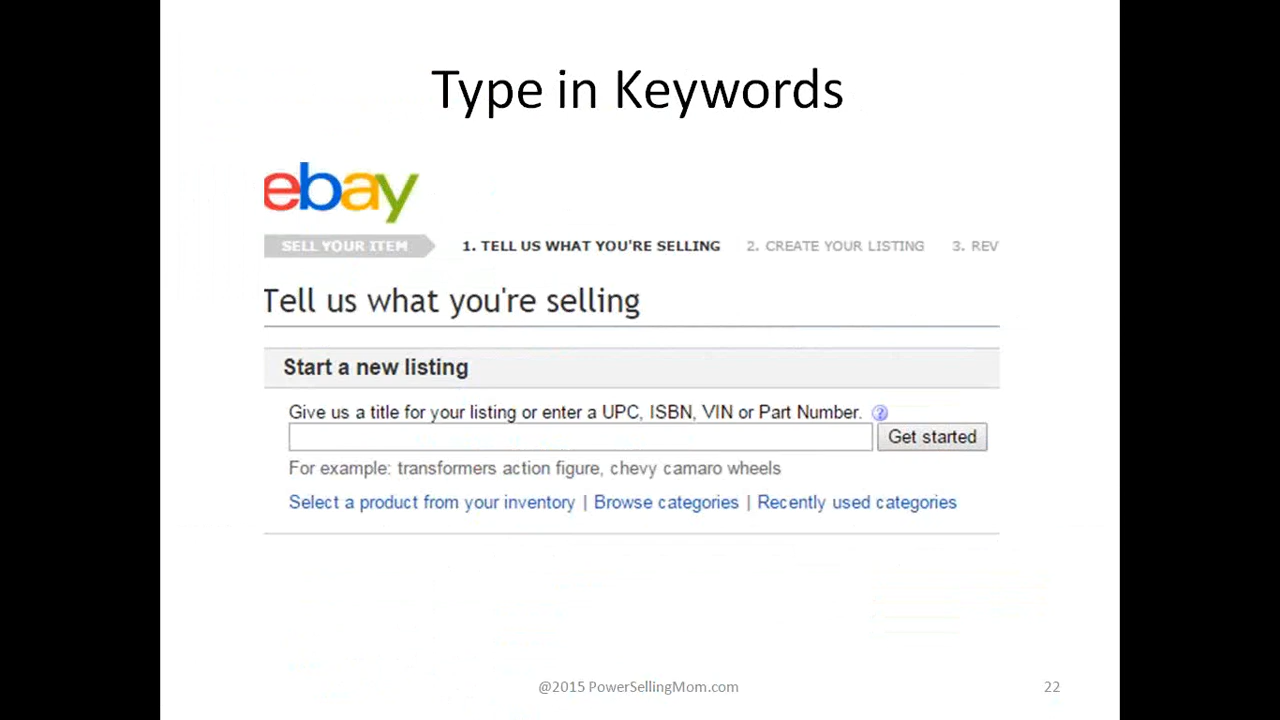 Type in Keywords
ebay
SELL YOUR ITEM 1. TELL US WHAT YOU'RE SELLING 2. CREATE YOUR LISTING 3. REV
Tell us what you're selling
Start a new listing
Give us a title for your listing or enter a UPC, ISBN, VIN or Part Number. ?
Get started
For example: transformers action figure, chevy camaro wheels
Select a product from your inventory | Browse categories | Recently used categories
@2015 PowerSellingMom.com 22